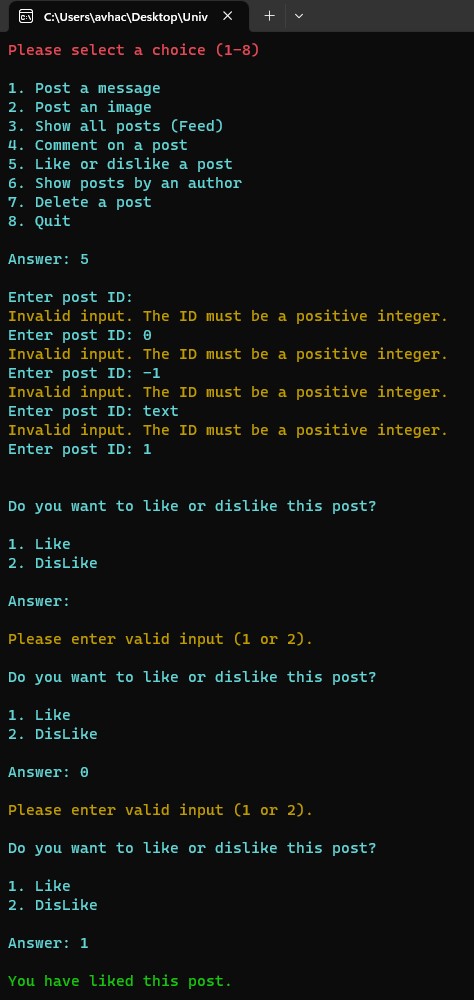 C:\Users\avhac\Desktop\Univ
Please select a choice (1-8)
1. Post a message
2. Post an image
3. Show all posts (Feed)
4. Comment on a post
5. Like or dislike a post
6. Show posts by an author
7. Delete a post
8. Quit
Answer: 5
Enter post ID:
Invalid input. The ID must be a positive integer.
Enter post ID: 0
Invalid input. The ID must be a positive integer.
Enter post ID: -1
Invalid input. The ID must be a positive integer.
Enter post ID: text
Invalid input. The ID must be a positive integer.
Enter post ID: 1
Do you want to like or dislike this post?
1. Like
2. DisLike
Answer:
Please enter valid input (1 or 2).
Do you want to like or dislike this post?
1. Like
2. DisLike
Answer: 0
Please enter valid input (1 or 2).
Do you want to like or dislike this post?
1. Like
2. DisLike
Answer: 1
You have liked this post.